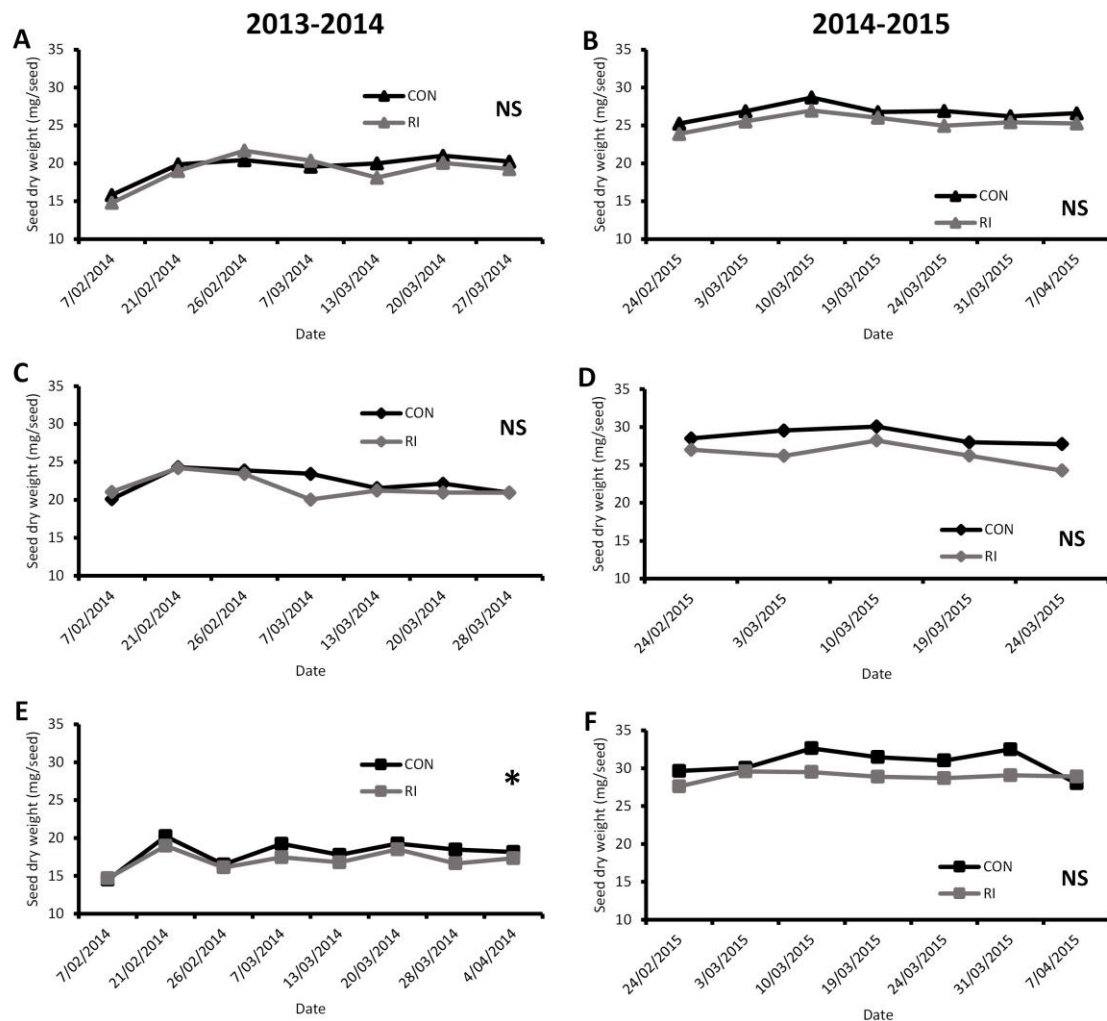 2013-2014
2014-2015
A
Seed dry weight (mg/seed)
35
30
25
20
15
10
CON
RI
NS
7/02/2014
21/02/2014
26/02/2014
7/03/2014
13/03/2014
20/03/2014
27/03/2014
Date
B
Seed dry weight (mg/seed)
35
30
25
20
15
10
CON
RI
NS
24/02/2015
3/03/2015
10/03/2015
19/03/2015
24/03/2015
31/03/2015
7/04/2015
Date
C
Seed dry weight (mg/seed)
35
30
25
20
15
10
CON
RI
NS
7/02/2014
21/02/2014
26/02/2014
7/03/2014
13/03/2014
20/03/2014
28/03/2014
Date
D
Seed dry weight (mg/seed)
35
30
25
20
15
10
CON
RI
NS
24/02/2015
3/03/2015
10/03/2015
19/03/2015
24/03/2015
Date
E
Seed dry weight (mg/seed)
35
30
25
20
15
10
CON
RI
*
7/02/2014
21/02/2014
26/02/2014
7/03/2014
13/03/2014
20/03/2014
28/03/2014
4/04/2014
Date
F
Seed dry weight (mg/seed)
35
30
25
20
15
10
CON
RI
NS
24/02/2015
3/03/2015
10/03/2015
19/03/2015
24/03/2015
31/03/2015
7/04/2015
Date